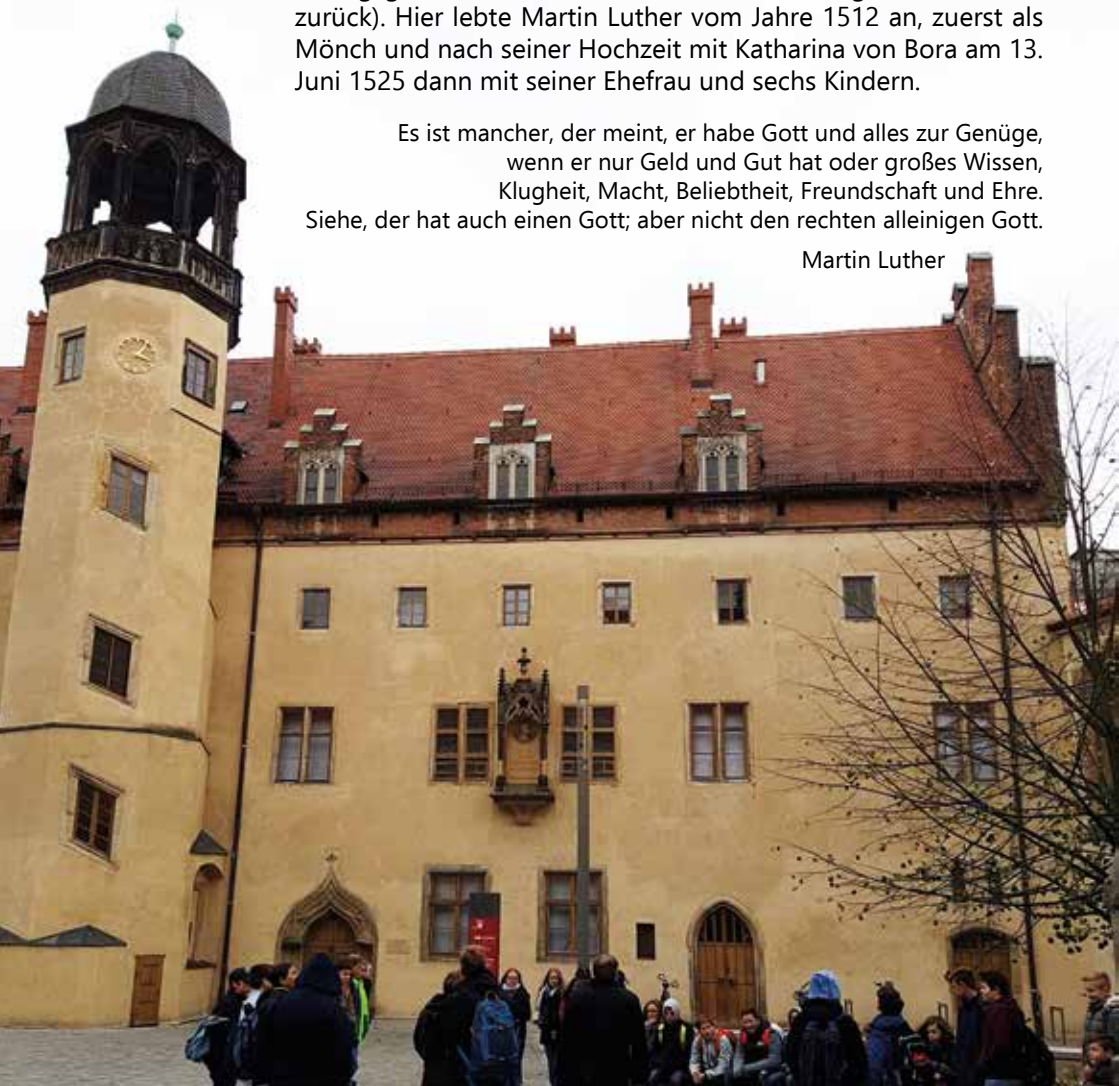 zurück). Hier lebte Martin Luther vom Jahre 1512 an, zuerst als
Mönch und nach seiner Hochzeit mit Katharina von Bora am 13.
Juni 1525 dann mit seiner Ehefrau und sechs Kindern.
Es ist mancher, der meint, er habe Gott und alles zur Genüge,
wenn er nur Geld und Gut hat oder großes Wissen,
Klugheit, Macht, Beliebtheit, Freundschaft und Ehre.
Siehe, der hat auch einen Gott; aber nicht den rechten alleinigen Gott.
Martin Luther